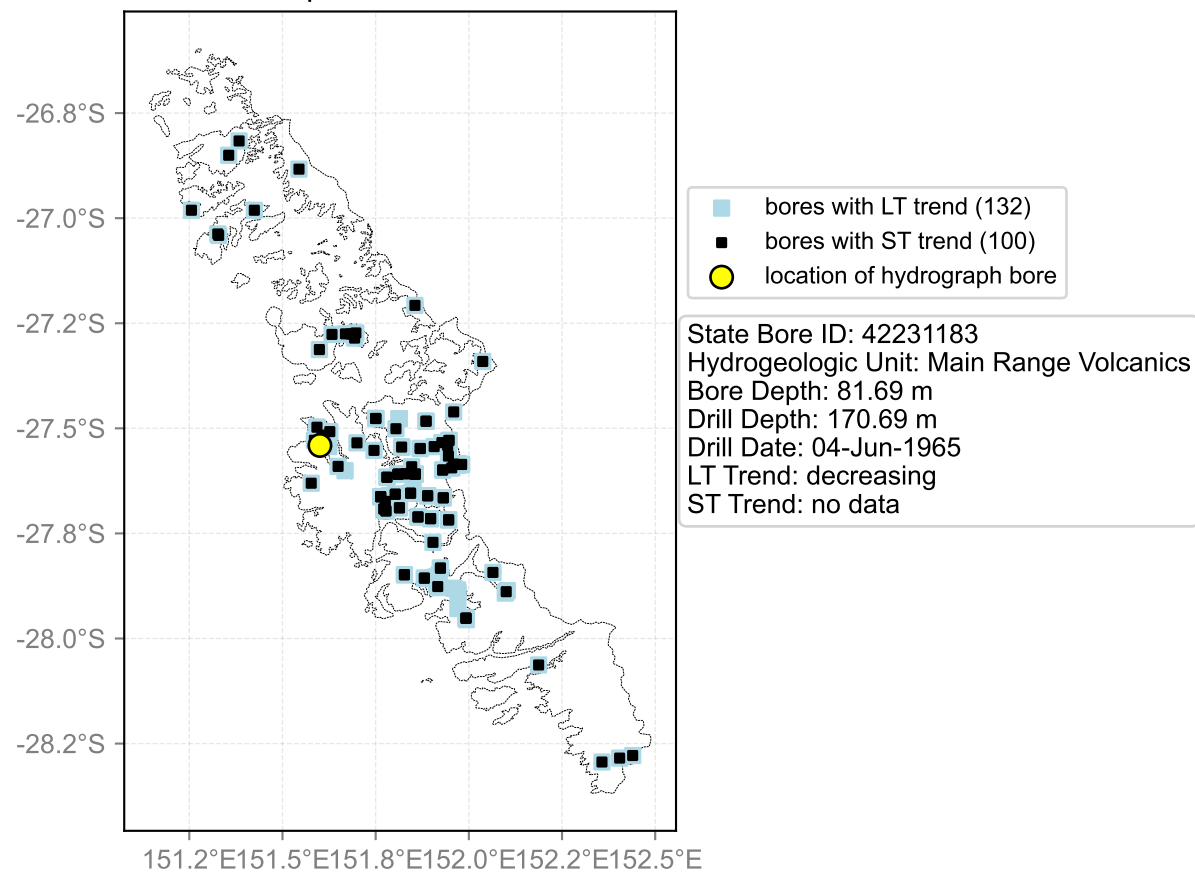 -26.8°S
-27.0°S
-27.2°S
-27.5°S
-27.8°S
-28.0°S
-28.2°S
151.2°E151.5°E151.8°E152.0°E152.2°E152.5°E
bores with LT trend (132)
bores with ST trend (100)
location of hydrograph bore
State Bore ID: 42231183
Hydrogeologic Unit: Main Range Volcanics
Bore Depth: 81.69 m
Drill Depth: 170.69 m
Drill Date: 04-Jun-1965
LT Trend: decreasing
ST Trend: no data